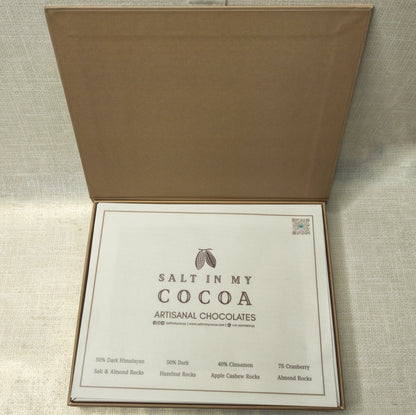 SALT IN MY
COCOA
ARTISANAL CHOCOLATES
50% Dark Himalayan
Salt & Almond Rocks
50% Dark
Hazelnut Rocks
40% Cinnamon
Apple Cashew Rocks
75 Cranberry
Almond Rocks